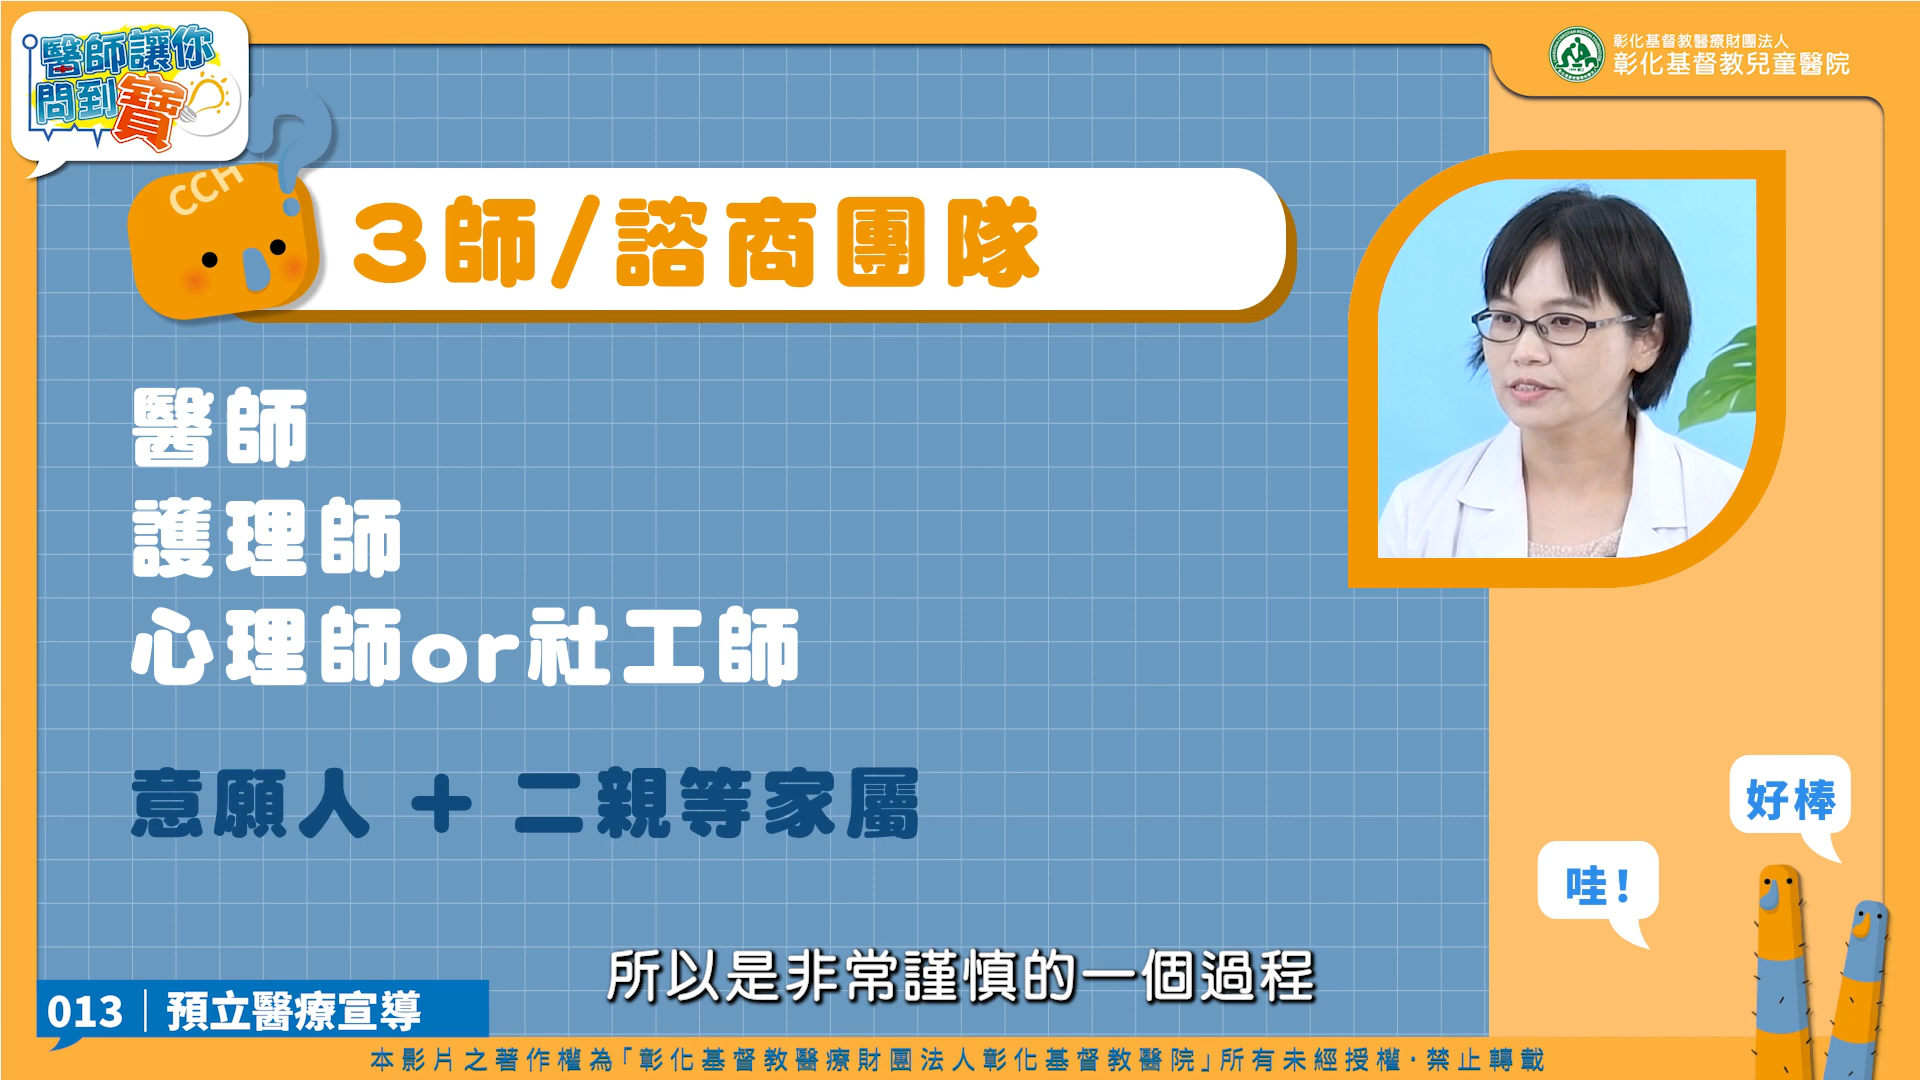 醫師讓你
問到寶
彰化基督教醫療財團法人
彰化基督教兒童醫院
CCH
3師/諮商團隊
醫師
護理師
心理師or社工師
意願人 + 二親等家屬
好棒
哇!
所以是非常謹慎的一個過程
013｜預立醫療宣導
本影片之著作權為「彰化基督教醫療財團法人彰化基督教醫院」所有未經授權·禁止轉載